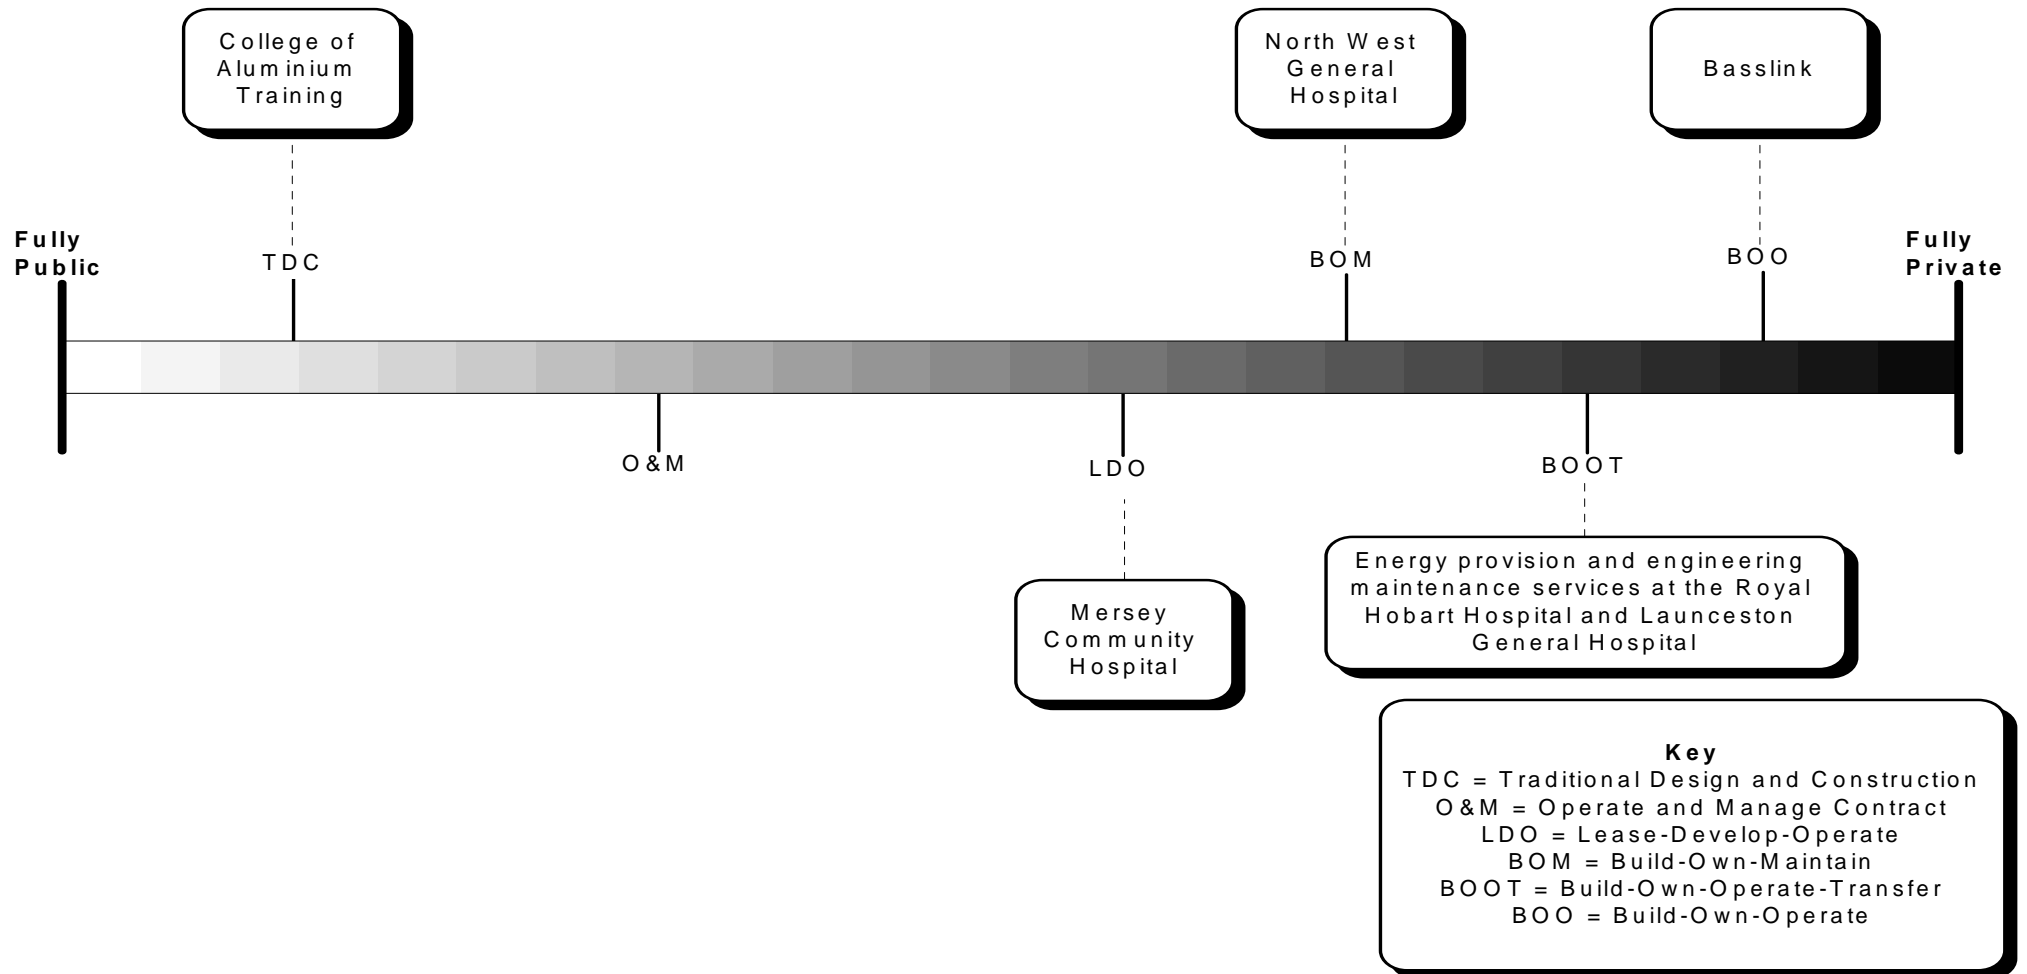 College of
Aluminium
Training
North West
General
Hospital
Basslink
Fully
Public
TDC
BOM
BOO
Fully
Private
O&M
LDO
BOOT
Mersey
Community
Hospital
Energy provision and engineering
maintenance services at the Royal
Hobart Hospital and Launceston
General Hospital
Key
TDC = Traditional Design and Construction
O&M = Operate and Manage Contract
LDO = Lease-Develop-Operate
BOM = Build-Own-Maintain
BOOT = Build-Own-Operate-Transfer
BOO = Build-Own-Operate